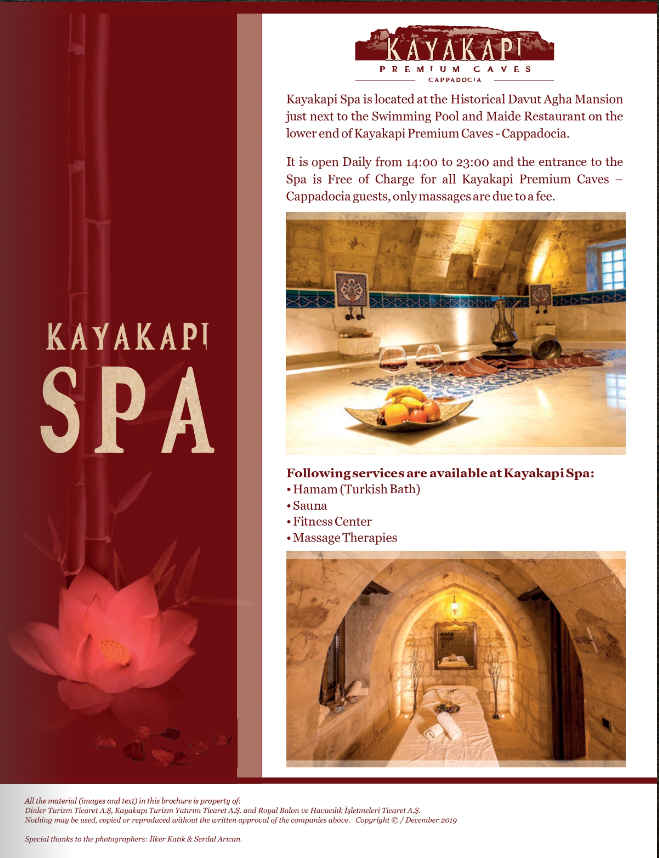 KAYAKAPI
PREMIUM CAVES
CAPPADOCIA
Kayakapi Spa is located at the Historical Davut Agha Mansion
just next to the Swimming Pool and Maide Restaurant on the
lower end of Kayakapi Premium Caves - Cappadocia.
It is open Daily from 14:00 to 23:00 and the entrance to the
Spa is Free of Charge for all Kayakapi Premium Caves –
Cappadocia guests, only massages are due to a fee.
KAYAKAPI
SPA
Following services are available at Kayakapi Spa:
• Hamam (Turkish Bath)
• Sauna
• Fitness Center
• Massage Therapies
All the material (images and text) in this brochure is property of:
Dinler Turizm Ticaret A.Ş, Kayakapı Turizm Yatırım Ticaret A.Ş. and Royal Balon ve Havacılık İşletmeleri Ticaret A.Ş.
Nothing may be used, copied or reproduced without the written approval of the companies above. Copyright © / December 2019
Special thanks to the photographers: İlker Katık & Serdal Arıcan.